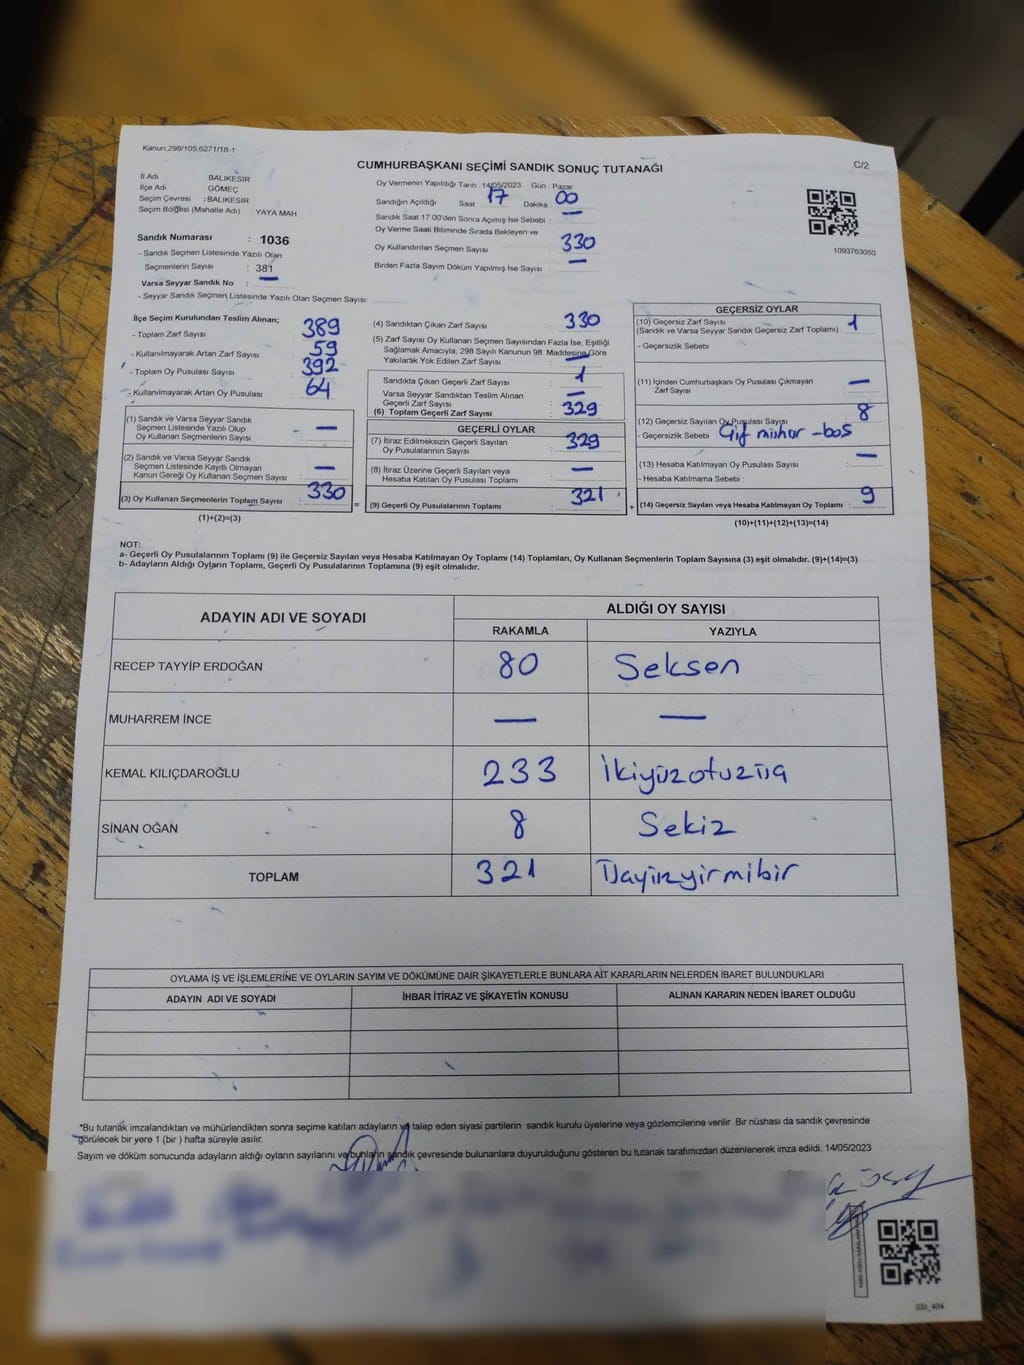 Kanun:298/105;6271/18-1
CUMHURBAŞKANI SEÇİMİ SANDIK SONUÇ TUTANAĞI
C/2
İl Adı BALIKESİR
İlçe Adı GÖMEÇ
Seçim Çevresi : BALIKESİR
Seçim Bölgesi (Mahalle Adı) YAYA MAH
Oy Vermenin Yapıldığı Tarih :14/05/2023 Gün : Pazar
Sandığın Açıldığı Saat 17 Dakika 00
Sandık Saat 17:00'den Sonra Açılmış İse Sebebi : —
Oy Verme Saati Bitiminde Sırada Bekleyen ve
Oy Kullandırılan Seçmen Sayısı 330
Birden Fazla Sayım Döküm Yapılmış İse Sayısı : —
1093763050
Sandık Numarası : 1036
- Sandık Seçmen Listesinde Yazılı Olan
Seçmenlerin Sayısı : 381
Varsa Seyyar Sandık No : —
- Seyyar Sandık Seçmen Listesinde Yazılı Olan Seçmen Sayısı:
İlçe Seçim Kurulundan Teslim Alınan;
- Toplam Zarf Sayısı 389
- Kullanılmayarak Artan Zarf Sayısı 59
- Toplam Oy Pusulası Sayısı 392
- Kullanılmayarak Artan Oy Pusulası 64
(1) Sandık ve Varsa Seyyar Sandık
Seçmen Listesinde Yazılı Olup
Oy Kullanan Seçmenlerin Sayısı —
(2) Sandık ve Varsa Seyyar Sandık
Seçmen Listesinde Kayıtlı Olmayan
Kanun Gereği Oy Kullanan Seçmen Sayısı : —
(3) Oy Kullanan Seçmenlerin Toplam Sayısı : 330
(1)+(2)=(3)
=
(4) Sandıktan Çıkan Zarf Sayısı : 330
(5) Zarf Sayısı Oy Kullanan Seçmen Sayısından Fazla İse, Eşitliği
Sağlamak Amacıyla; 298 Sayılı Kanunun 98. Maddesine Göre
Yakılarak Yok Edilen Zarf Sayısı : —
Sandıkta Çıkan Geçerli Zarf Sayısı : 1
Varsa Seyyar Sandıktan Teslim Alınan
Geçerli Zarf Sayısı : —
(6) Toplam Geçerli Zarf Sayısı : 329
GEÇERLİ OYLAR
(7) İtiraz Edilmeksizin Geçerli Sayılan
Oy Pusulalarının Sayısı : 329
(8) İtiraz Üzerine Geçerli Sayılan veya
Hesaba Katılan Oy Pusulası Toplamı : —
(9) Geçerli Oy Pusulalarının Toplamı : 321
+
GEÇERSİZ OYLAR
(10) Geçersiz Zarf Sayısı
(Sandık ve Varsa Seyyar Sandık Geçersiz Zarf Toplamı) : 1
- Geçersizlik Sebebi :
(11) İçinden Cumhurbaşkanı Oy Pusulası Çıkmayan
Zarf Sayısı : —
(12) Geçersiz Sayılan Oy Pusulası Sayısı : 8
- Geçersizlik Sebebi -bos
(13) Hesaba Katılmayan Oy Pusulası Sayısı : —
- Hesaba Katılmama Sebebi :
(14) Geçersiz Sayılan veya Hesaba Katılmayan Oy Toplamı : 9
(10)+(11)+(12)+(13)=(14)
NOT:
a- Geçerli Oy Pusulalarının Toplamı (9) ile Geçersiz Sayılan veya Hesaba Katılmayan Oy Toplamı (14) Toplamları, Oy Kullanan Seçmenlerin Toplam Sayısına (3) eşit olmalıdır. (9)+(14)=(3)
b- Adayların Aldığı Oyların Toplamı, Geçerli Oy Pusulalarının Toplamına (9) eşit olmalıdır.
ADAYIN ADI VE SOYADI ALDIĞI OY SAYISI
RAKAMLA YAZIYLA
RECEP TAYYİP ERDOĞAN 80 Seksen
MUHARREM İNCE — —
KEMAL KILIÇDAROĞLU 233 İkiyüzotuzüç
SİNAN OĞAN 8 Sekiz
TOPLAM 321 Üçyüzyirmibir
OYLAMA İŞ VE İŞLEMLERİNE VE OYLARIN SAYIM VE DÖKÜMÜNE DAİR ŞİKAYETLERLE BUNLARA AİT KARARLARIN NELERDEN İBARET BULUNDUKLARI
ADAYIN ADI VE SOYADI İHBAR İTİRAZ VE ŞİKAYETİN KONUSU ALINAN KARARIN NEDEN İBARET OLDUĞU
*Bu tutanak imzalandıktan ve mühürlendikten sonra seçime katılan adayların ve talep eden siyasi partilerin sandık kurulu üyelerine veya gözlemcilerine verilir. Bir nüshası da sandık çevresinde
görülecek bir yere 1 (bir) hafta süreyle asılır.
Sayım ve döküm sonucunda adayların aldığı oyların sayılarını ve bunların sandık çevresinde bulunanlara duyurulduğunu gösteren bu tutanak tarafımızdan düzenlenerek imza edildi. 14/05/2023